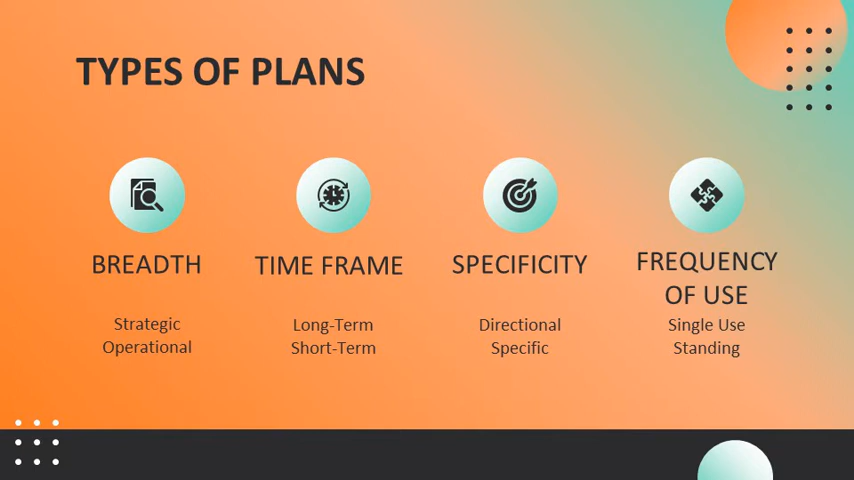 TYPES OF PLANS
BREADTH
Strategic
Operational
TIME FRAME
Long-Term
Short-Term
SPECIFICITY
Directional
Specific
FREQUENCY
OF USE
Single Use
Standing